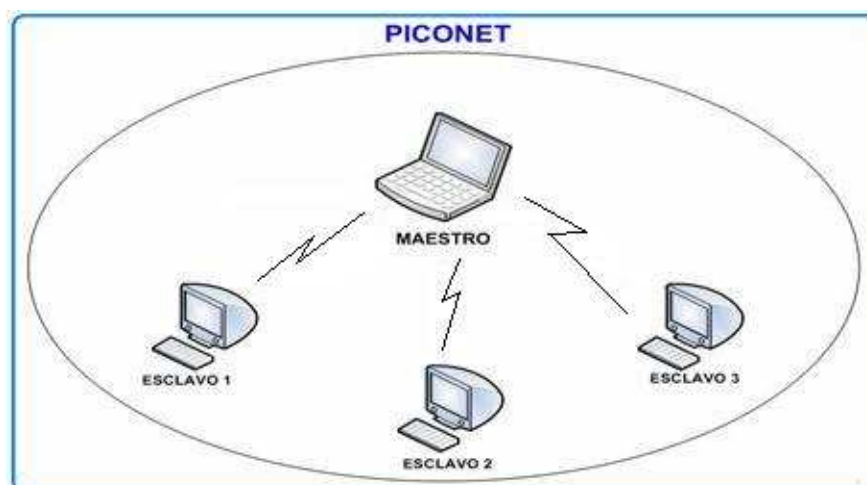 PICONET
MAESTRO
ESCLAVO 1
ESCLAVO 3
ESCLAVO 2